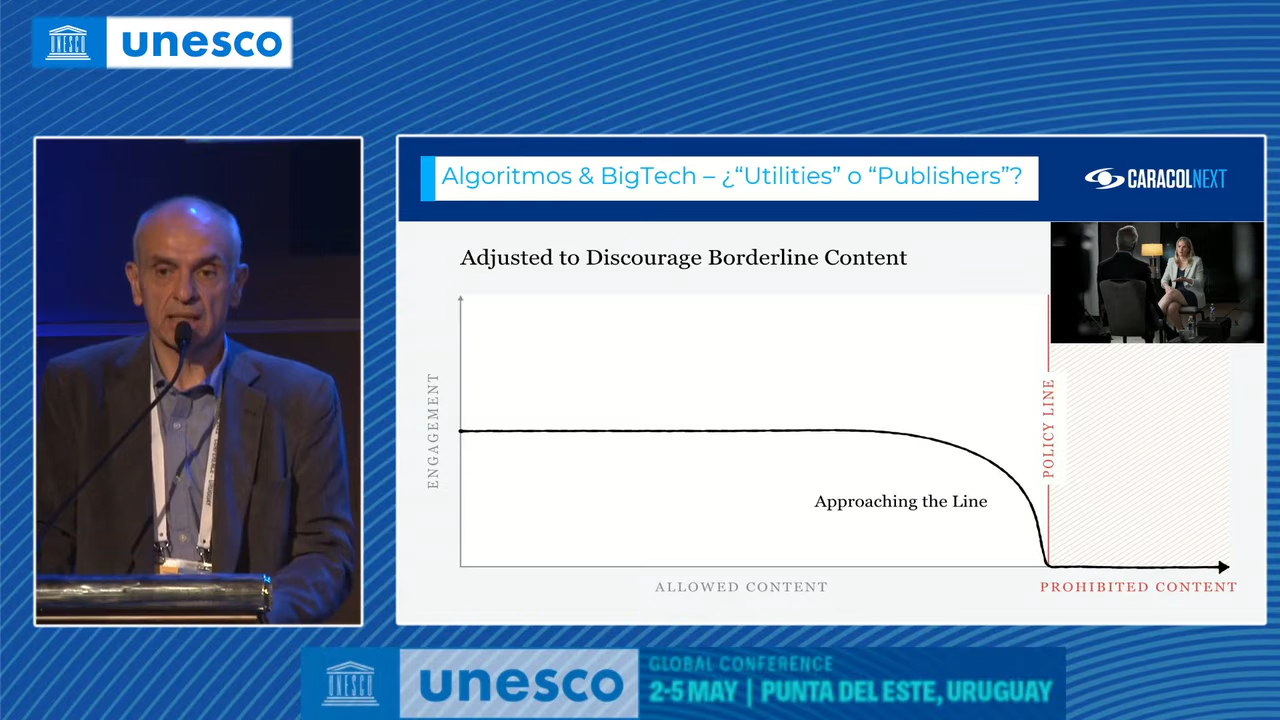 unesco
Algoritmos & BigTech – ¿“Utilities” o “Publishers”?
CARACOLNEXT
Adjusted to Discourage Borderline Content
ENGAGEMENT
POLICY LINE
Approaching the Line
ALLOWED CONTENT
PROHIBITED CONTENT
unesco
GLOBAL CONFERENCE
2-5 MAY | PUNTA DEL ESTE, URUGUAY